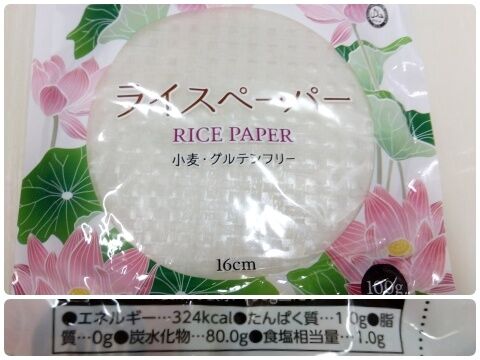 ライスペーパー
RICE PAPER
小麦・グルテンフリー
16cm
100g
●エネルギー…324kcal●たんぱく質…1.0g●脂
質…0g●炭水化物…80.0g●食塩相当量…1.0g